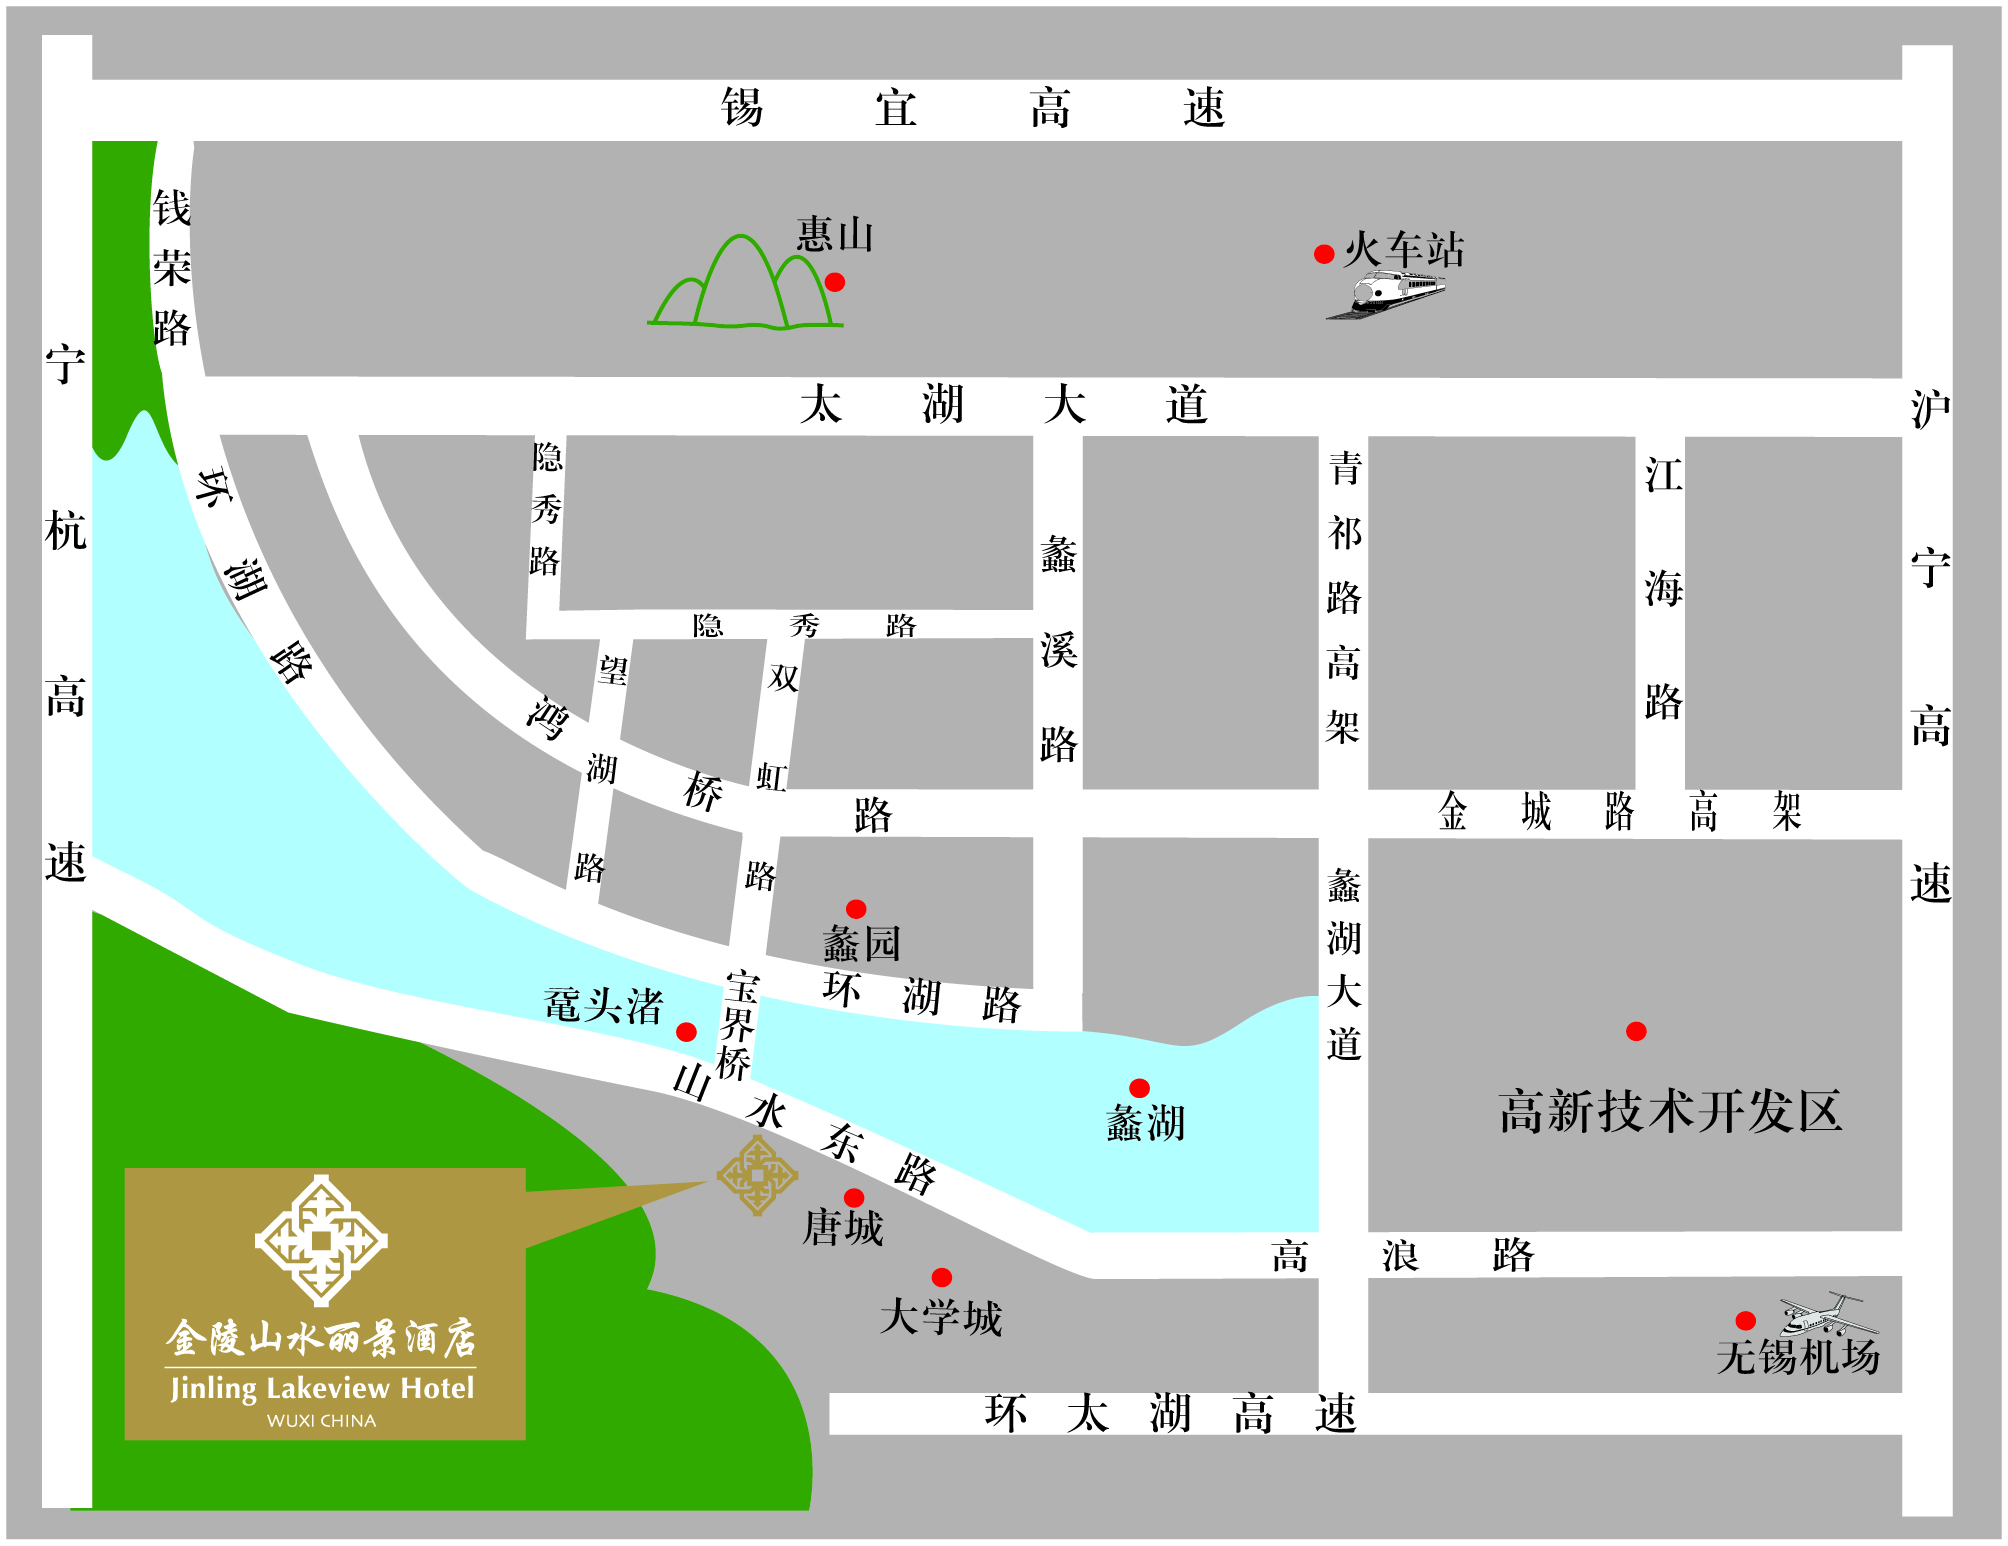 锡宜高速
钱荣路
惠山
火车站
宁杭高速
太湖大道
沪宁高速
环湖路
隐秀路
蠡溪路
青祁路高架
江海路
隐秀路
望湖路
双虹路
鸿桥路
金城路高架
蠡湖大道
蠡园
环湖路
宝界桥
鼋头渚
山水东路
蠡湖
高新技术开发区
唐城
高浪路
大学城
无锡机场
金陵山水丽景酒店
Jinling Lakeview Hotel
WUXI CHINA
环太湖高速